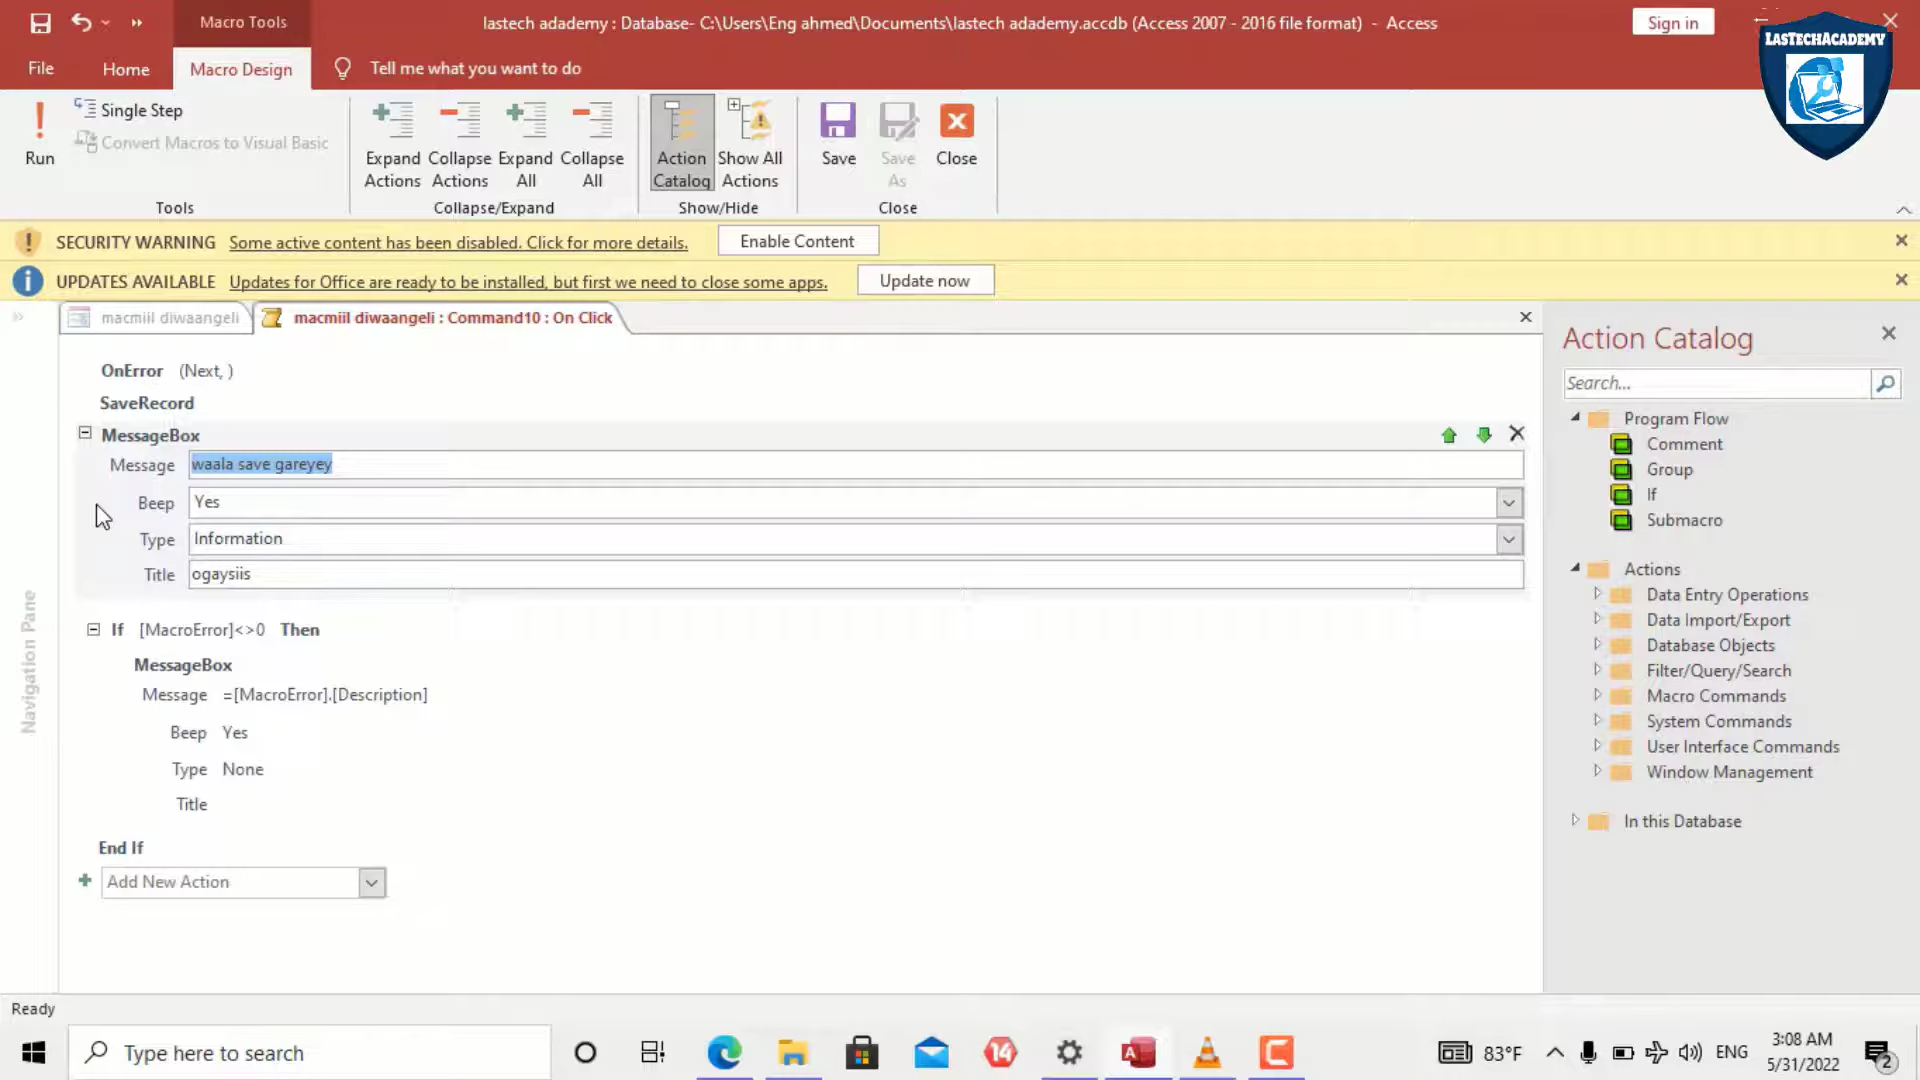 Macro Tools
lastech adademy : Database- C:\Users\Eng ahmed\Documents\lastech adademy.accdb (Access 2007 - 2016 file format) - Access
Sign in
LASTECHACADEMY
File
Home
Macro Design
Tell me what you want to do
Run
Single Step
Convert Macros to Visual Basic
Tools
Expand Actions
Collapse Actions
Expand All
Collapse All
Collapse/Expand
Action Catalog
Show All Actions
Show/Hide
Save
Save As
Close
Close
SECURITY WARNING Some active content has been disabled. Click for more details. Enable Content
UPDATES AVAILABLE Updates for Office are ready to be installed, but first we need to close some apps. Update now
macmiil diwaangeli
macmiil diwaangeli : Command10 : On Click
Navigation Pane
OnError (Next, )
SaveRecord
MessageBox
Message waala save gareyey
Beep Yes
Type Information
Title ogaysiis
If [MacroError]<>0 Then
MessageBox
Message =[MacroError].[Description]
Beep Yes
Type None
Title
End If
Add New Action
Action Catalog
Search...
Program Flow
Comment
Group
If
Submacro
Actions
Data Entry Operations
Data Import/Export
Database Objects
Filter/Query/Search
Macro Commands
System Commands
User Interface Commands
Window Management
In this Database
Ready
Type here to search
14
83°F
ENG
3:08 AM
5/31/2022
2